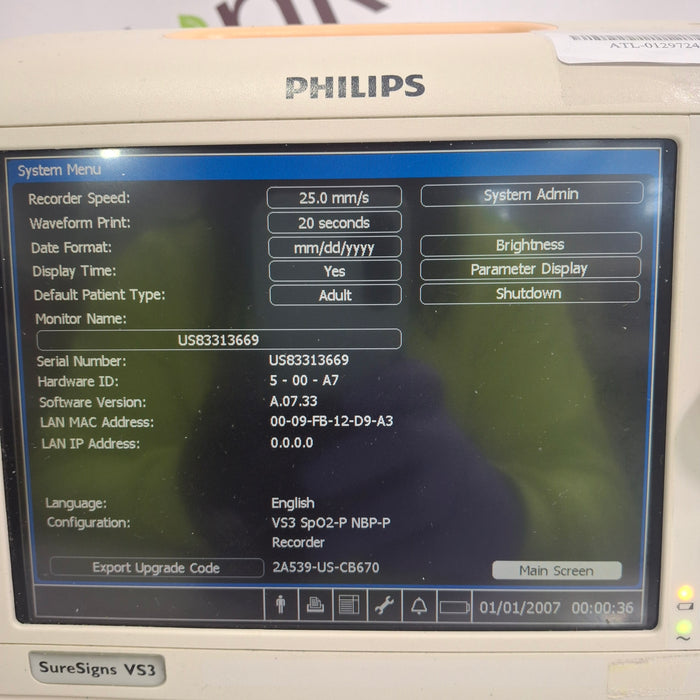 PHILIPS
ATL-0129724
System Menu
Recorder Speed: 25.0 mm/s System Admin
Waveform Print: 20 seconds
Date Format: mm/dd/yyyy Brightness
Display Time: Yes Parameter Display
Default Patient Type: Adult Shutdown
Monitor Name:
US83313669
Serial Number: US83313669
Hardware ID: 5 - 00 - A7
Software Version: A.07.33
LAN MAC Address: 00-09-FB-12-D9-A3
LAN IP Address: 0.0.0.0
Language: English
Configuration: VS3 SpO2-P NBP-P
Recorder
Export Upgrade Code 2A539-US-CB670 Main Screen
01/01/2007 00:00:36
SureSigns VS3